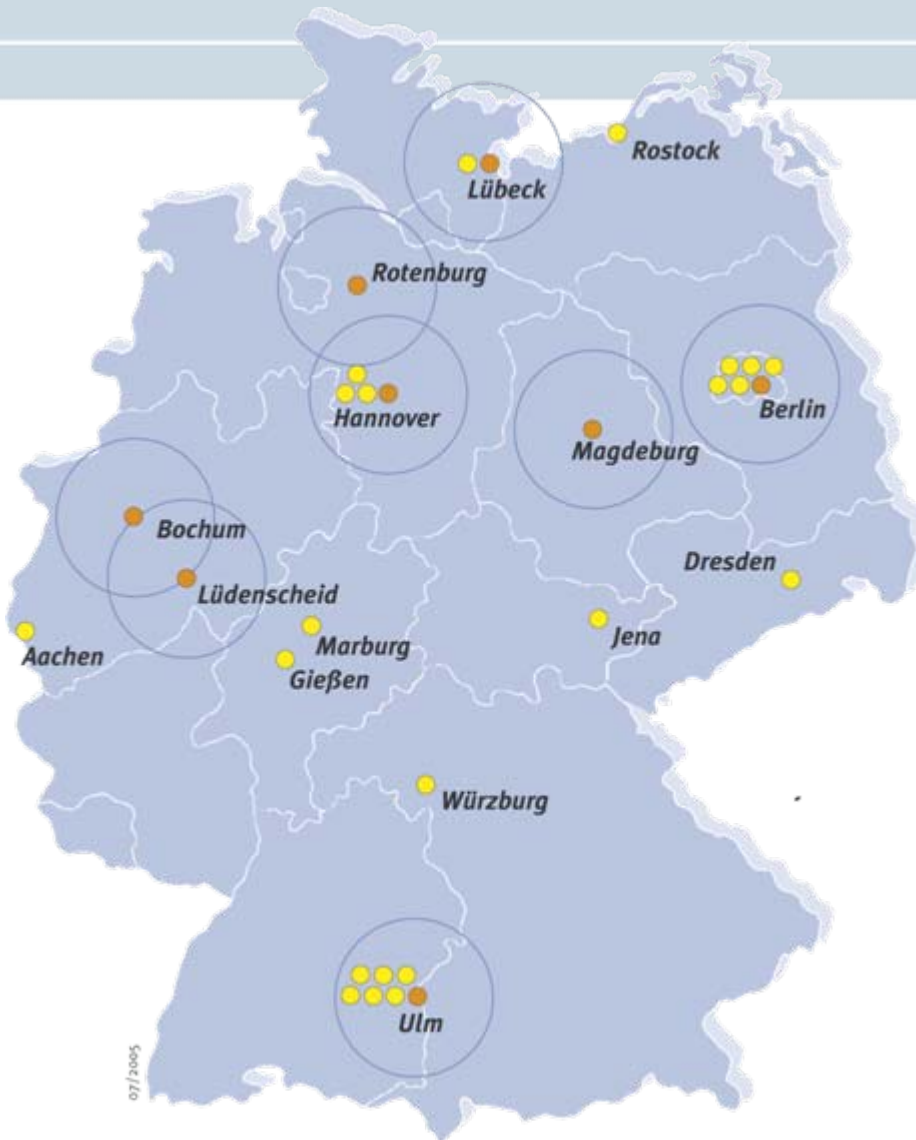 Rostock
Lübeck
Rotenburg
Hannover
Berlin
Magdeburg
Bochum
Dresden
Lüdenscheid
Jena
Marburg
Aachen
Gießen
Würzburg
Ulm
07/2005